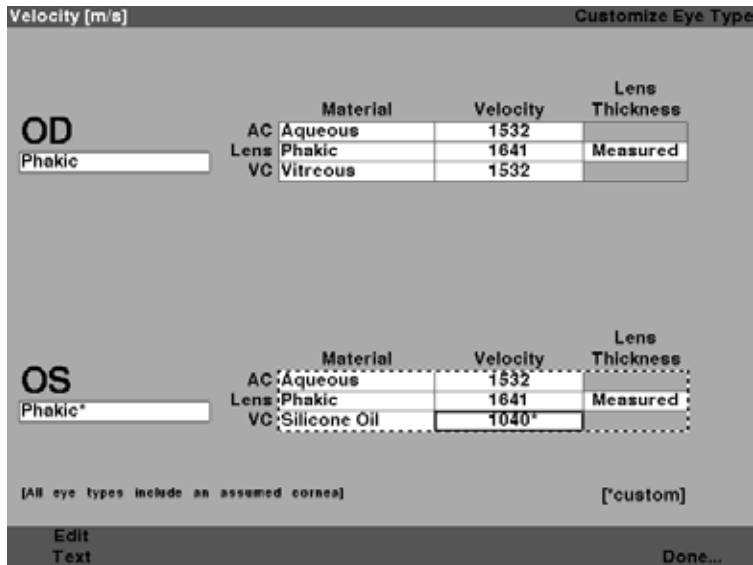 Velocity [m/s] Customize Eye Type
Lens
Material Velocity Thickness
OD AC Aqueous 1532
Phakic Lens Phakic 1641 Measured
VC Vitreous 1532
Lens
Material Velocity Thickness
OS AC Aqueous 1532
Phakic* Lens Phakic 1641 Measured
VC Silicone Oil 1040*
[All eye types include an assumed cornea] [*custom]
Edit
Text Done...